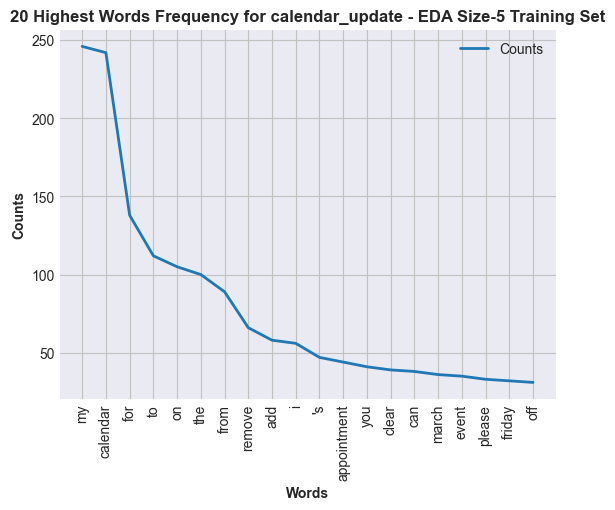 20 Highest Words Frequency for calendar_update - EDA Size-5 Training Set
Counts
250
200
150
100
50
Counts
my
calendar
for
to
on
the
from
remove
add
i
's
appointment
you
clear
can
march
event
please
friday
off
Words